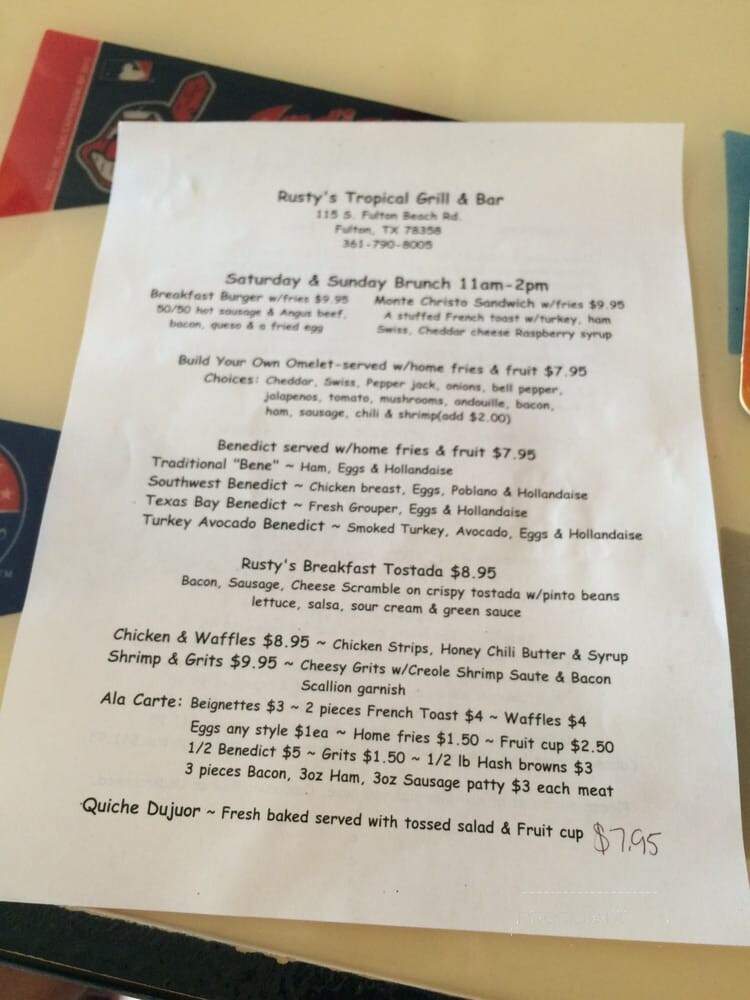 Rusty's Tropical Grill & Bar
115 S. Fulton Beach Rd.
Fulton, TX 78358
361-790-8005
Saturday & Sunday Brunch 11am-2pm
Breakfast Burger w/fries $9.95
50/50 hot sausage & Angus beef,
bacon, queso & a fried egg
Monte Christo Sandwich w/fries $9.95
A stuffed French toast w/turkey, ham
Swiss, Cheddar cheese Raspberry syrup
Build Your Own Omelet-served w/home fries & fruit $7.95
Choices: Cheddar, Swiss, Pepper jack, onions, bell pepper,
jalapenos, tomato, mushrooms, andouille, bacon,
ham, sausage, chili & shrimp(add $2.00)
Benedict served w/home fries & fruit $7.95
Traditional "Bene" ~ Ham, Eggs & Hollandaise
Southwest Benedict ~ Chicken breast, Eggs, Poblano & Hollandaise
Texas Bay Benedict ~ Fresh Grouper, Eggs & Hollandaise
Turkey Avocado Benedict ~ Smoked Turkey, Avocado, Eggs & Hollandaise
Rusty's Breakfast Tostada $8.95
Bacon, Sausage, Cheese Scramble on crispy tostada w/pinto beans
lettuce, salsa, sour cream & green sauce
Chicken & Waffles $8.95 ~ Chicken Strips, Honey Chili Butter & Syrup
Shrimp & Grits $9.95 ~ Cheesy Grits w/Creole Shrimp Saute & Bacon
Scallion garnish
Ala Carte: Beignettes $3 ~ 2 pieces French Toast $4 ~ Waffles $4
Eggs any style $1ea ~ Home fries $1.50 ~ Fruit cup $2.50
1/2 Benedict $5 ~ Grits $1.50 ~ 1/2 lb Hash browns $3
3 pieces Bacon, 3oz Ham, 3oz Sausage patty $3 each meat
Quiche Dujuor ~ Fresh baked served with tossed salad & Fruit cup $7.95